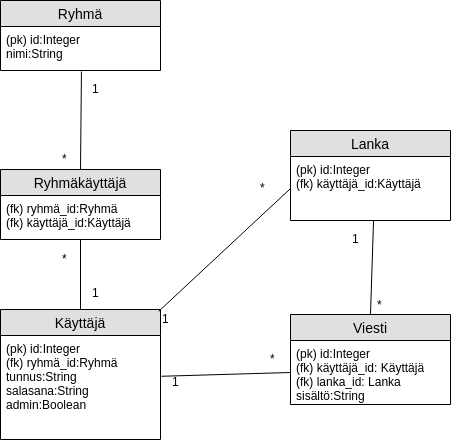 Ryhmä
(pk) id:Integer
nimi:String
1
*
Ryhmäkäyttäjä
(fk) ryhmä_id:Ryhmä
(fk) käyttäjä_id:Käyttäjä
*
1
Käyttäjä
(pk) id:Integer
(fk) ryhmä_id:Ryhmä
tunnus:String
salasana:String
admin:Boolean
1
*
1
*
Lanka
(pk) id:Integer
(fk) käyttäjä_id:Käyttäjä
1
*
Viesti
(pk) id:Integer
(fk) käyttäjä_id: Käyttäjä
(fk) lanka_id: Lanka
sisältö:String